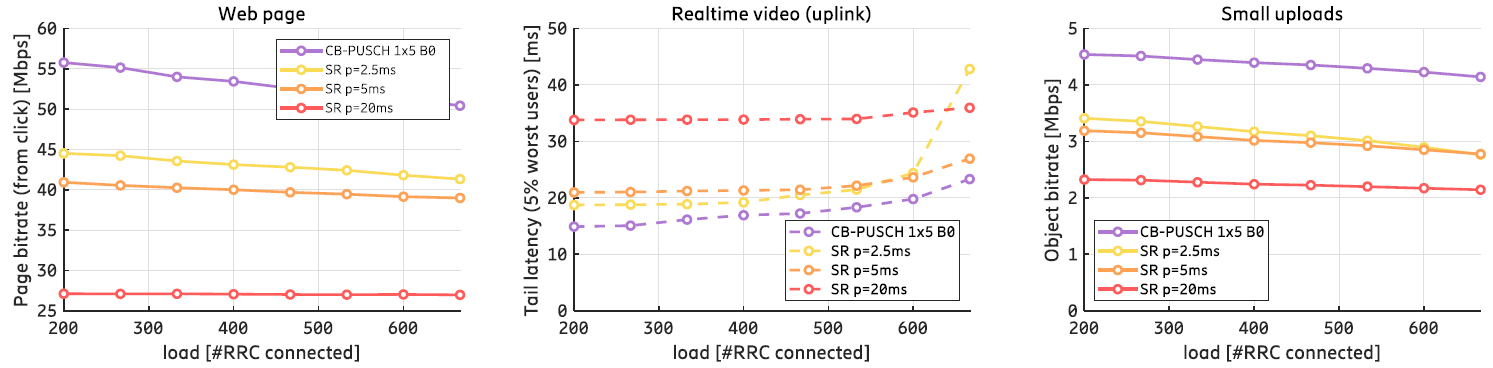 Web page
Page bitrate (from click) [Mbps]
60
55
50
45
40
35
30
25
200
300
400
500
600
load [#RRC connected]
CB-PUSCH 1x5 B0
SR p=2.5ms
SR p=5ms
SR p=20ms
Realtime video (uplink)
Tail latency (5% worst users) [ms]
50
40
30
20
10
0
200
300
400
500
600
load [#RRC connected]
CB-PUSCH 1x5 B0
SR p=2.5ms
SR p=5ms
SR p=20ms
Small uploads
Object bitrate [Mbps]
5
4
3
2
1
0
200
300
400
500
600
load [#RRC connected]
CB-PUSCH 1x5 B0
SR p=2.5ms
SR p=5ms
SR p=20ms